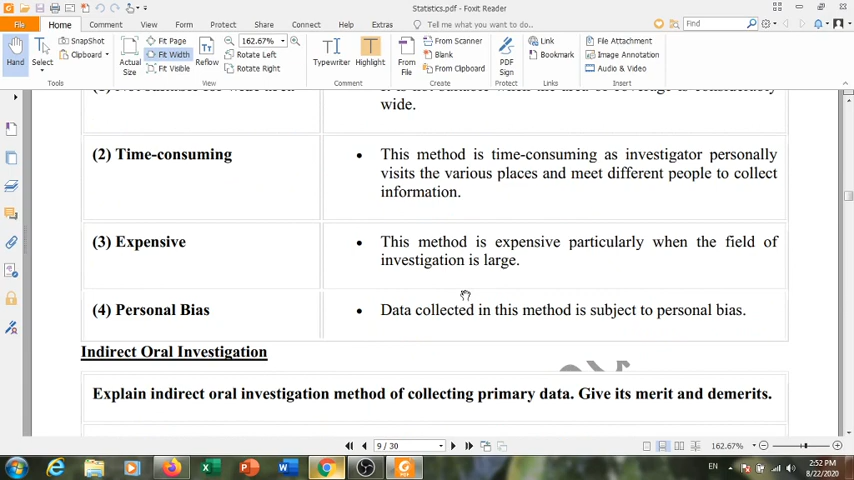 Statistics.pdf - Foxit Reader
File Home Comment View Form Protect Share Connect Help Extras Tell me what you want to do... Find
SnapShot
Clipboard
Hand
Select
Tools
Actual Size
Fit Page
Fit Width
Fit Visible
Reflow
162.67%
Rotate Left
Rotate Right
View
Typewriter
Highlight
Comment
From File
From Scanner
Blank
From Clipboard
Create
PDF Sign
Protect
Link
Bookmark
Links
File Attachment
Image Annotation
Audio & Video
Insert
wide.
(2) Time-consuming
• This method is time-consuming as investigator personally
visits the various places and meet different people to collect
information.
(3) Expensive
• This method is expensive particularly when the field of
investigation is large.
(4) Personal Bias
• Data collected in this method is subject to personal bias.
Indirect Oral Investigation
Explain indirect oral investigation method of collecting primary data. Give its merit and demerits.
9 / 30
162.67%
EN
2:52 PM
8/22/2020